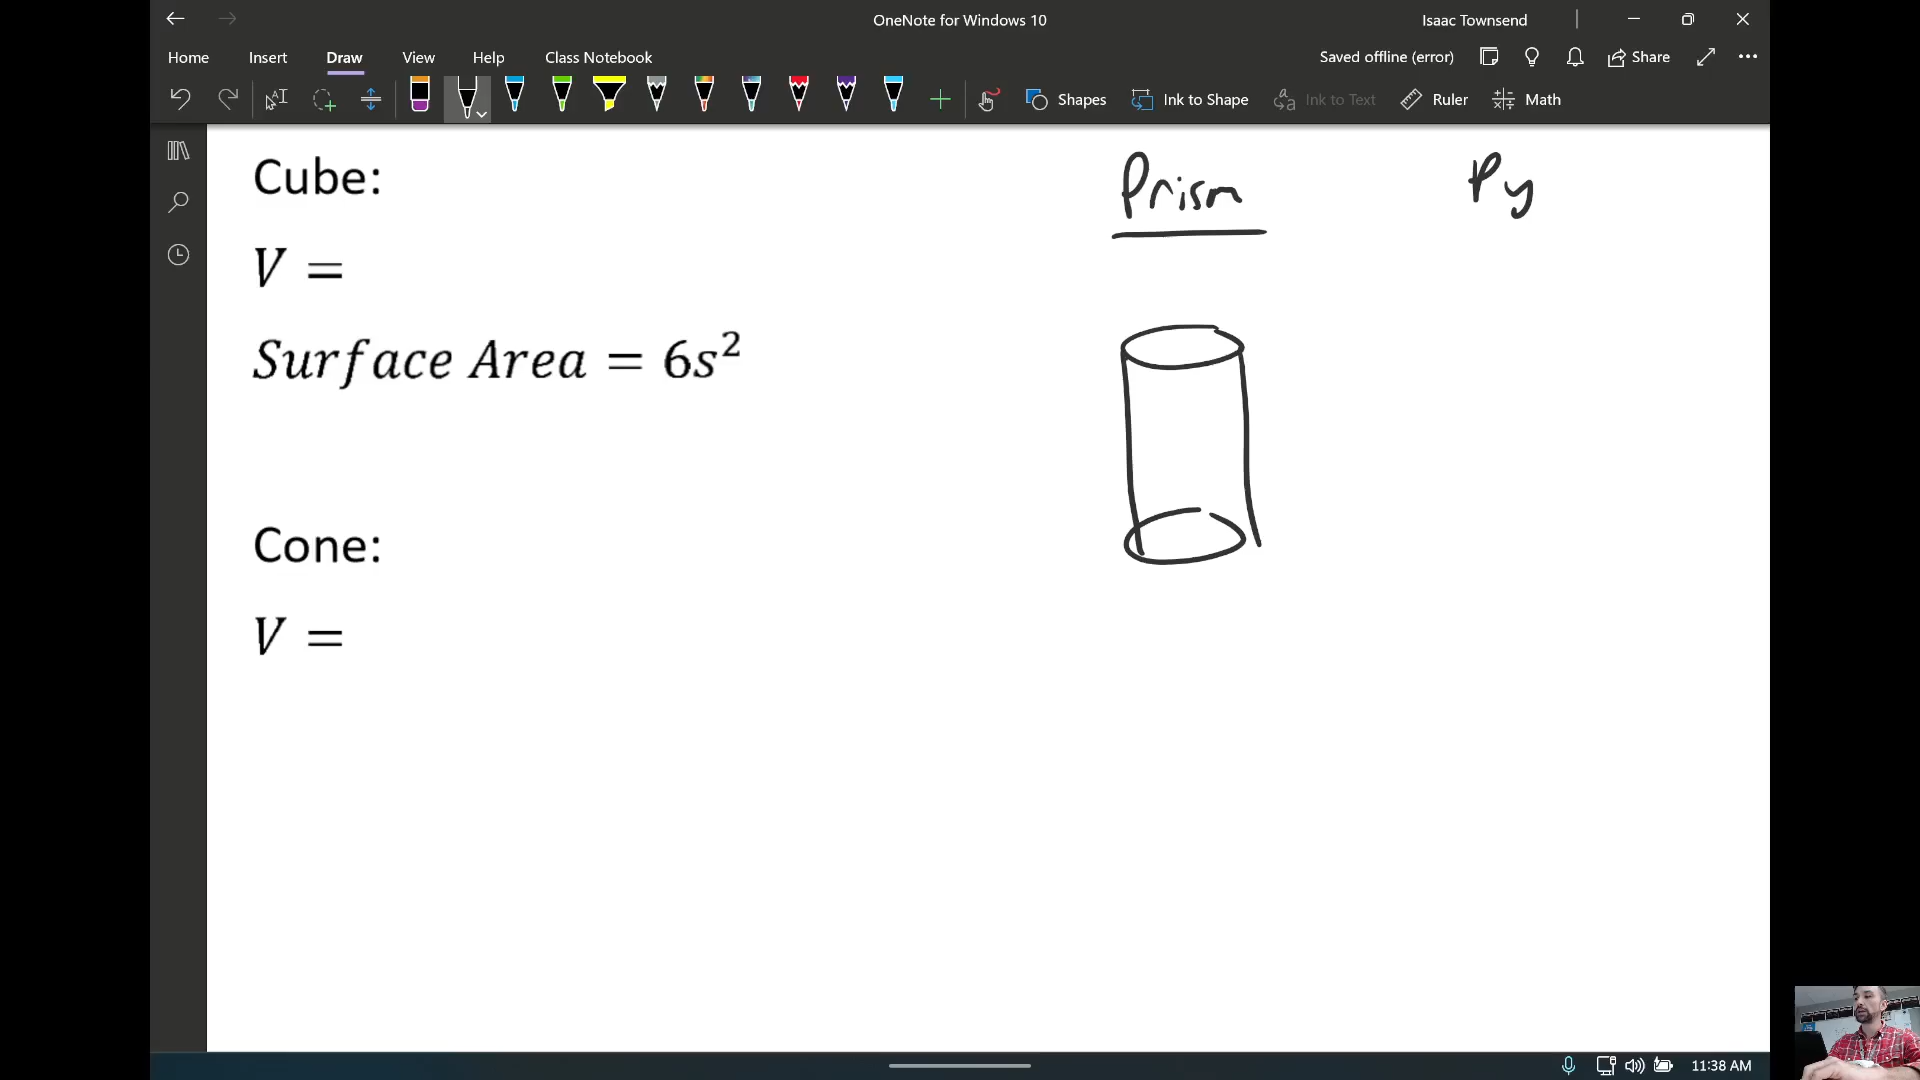 OneNote for Windows 10
Isaac Townsend
Home Insert Draw View Help Class Notebook
Saved offline (error) Share
Shapes Ink to Shape Ink to Text Ruler Math
Cube:
V =
Surface Area = 6s²
Cone:
V =
Prism
Py
11:38 AM